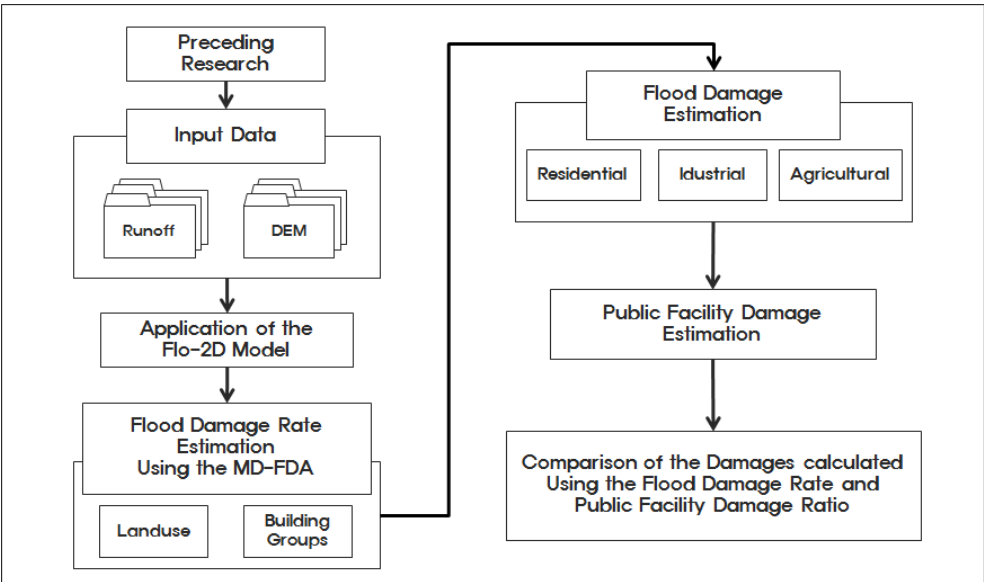 Preceding
Research
Input Data
Runoff
DEM
Application of the
Flo-2D Model
Flood Damage Rate
Estimation
Using the MD-FDA
Landuse
Building
Groups
Flood Damage
Estimation
Residential
Idustrial
Agricultural
Public Facility Damage
Estimation
Comparison of the Damages calculated
Using the Flood Damage Rate and
Public Facility Damage Ratio